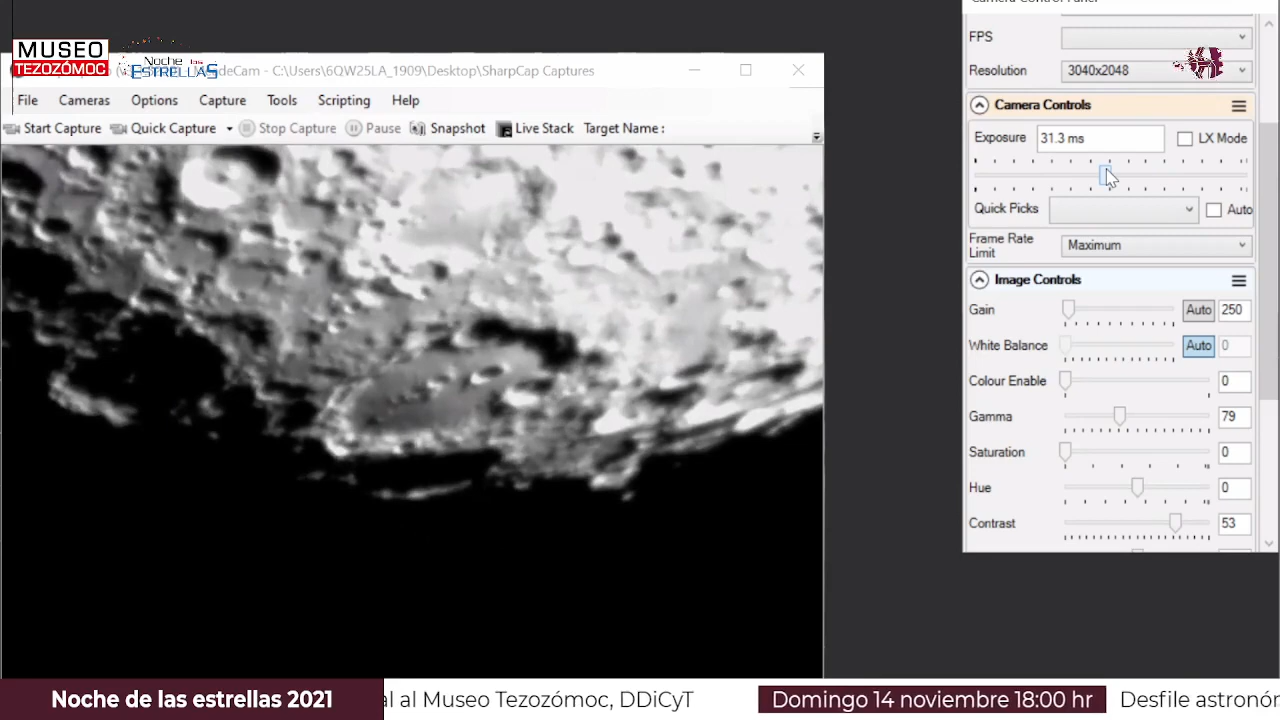 MUSEO
TEZOZÓMOC
Noche
de las
ESTRELLAS
deCam - C:\Users\6QW25LA_1909\Desktop\SharpCap Captures
File Cameras Options Capture Tools Scripting Help
Start Capture Quick Capture Stop Capture Pause Snapshot Live Stack Target Name :
FPS
Resolution 3040x2048
Camera Controls
Exposure 31.3 ms LX Mode
Quick Picks Auto
Frame Rate
Limit Maximum
Image Controls
Gain Auto 250
White Balance Auto 0
Colour Enable 0
Gamma 79
Saturation 0
Hue 0
Contrast 53
Noche de las estrellas 2021 al al Museo Tezozómoc, DDiCyT Domingo 14 noviembre 18:00 hr Desfile astronó